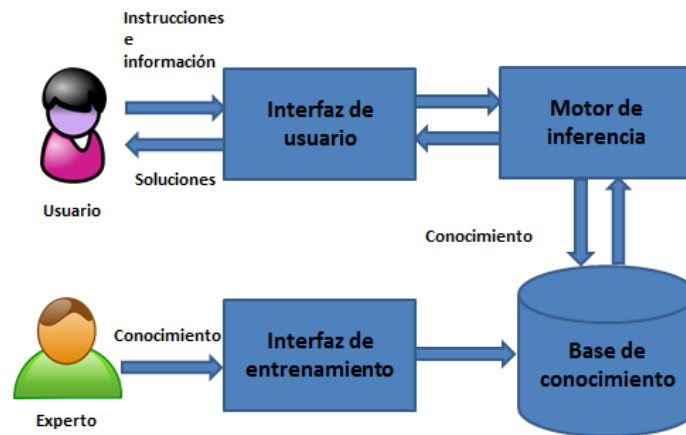 Instrucciones
e
información
Interfaz de
usuario
Motor de
inferencia
Soluciones
Usuario
Conocimiento
Conocimiento
Interfaz de
entrenamiento
Base de
conocimiento
Experto